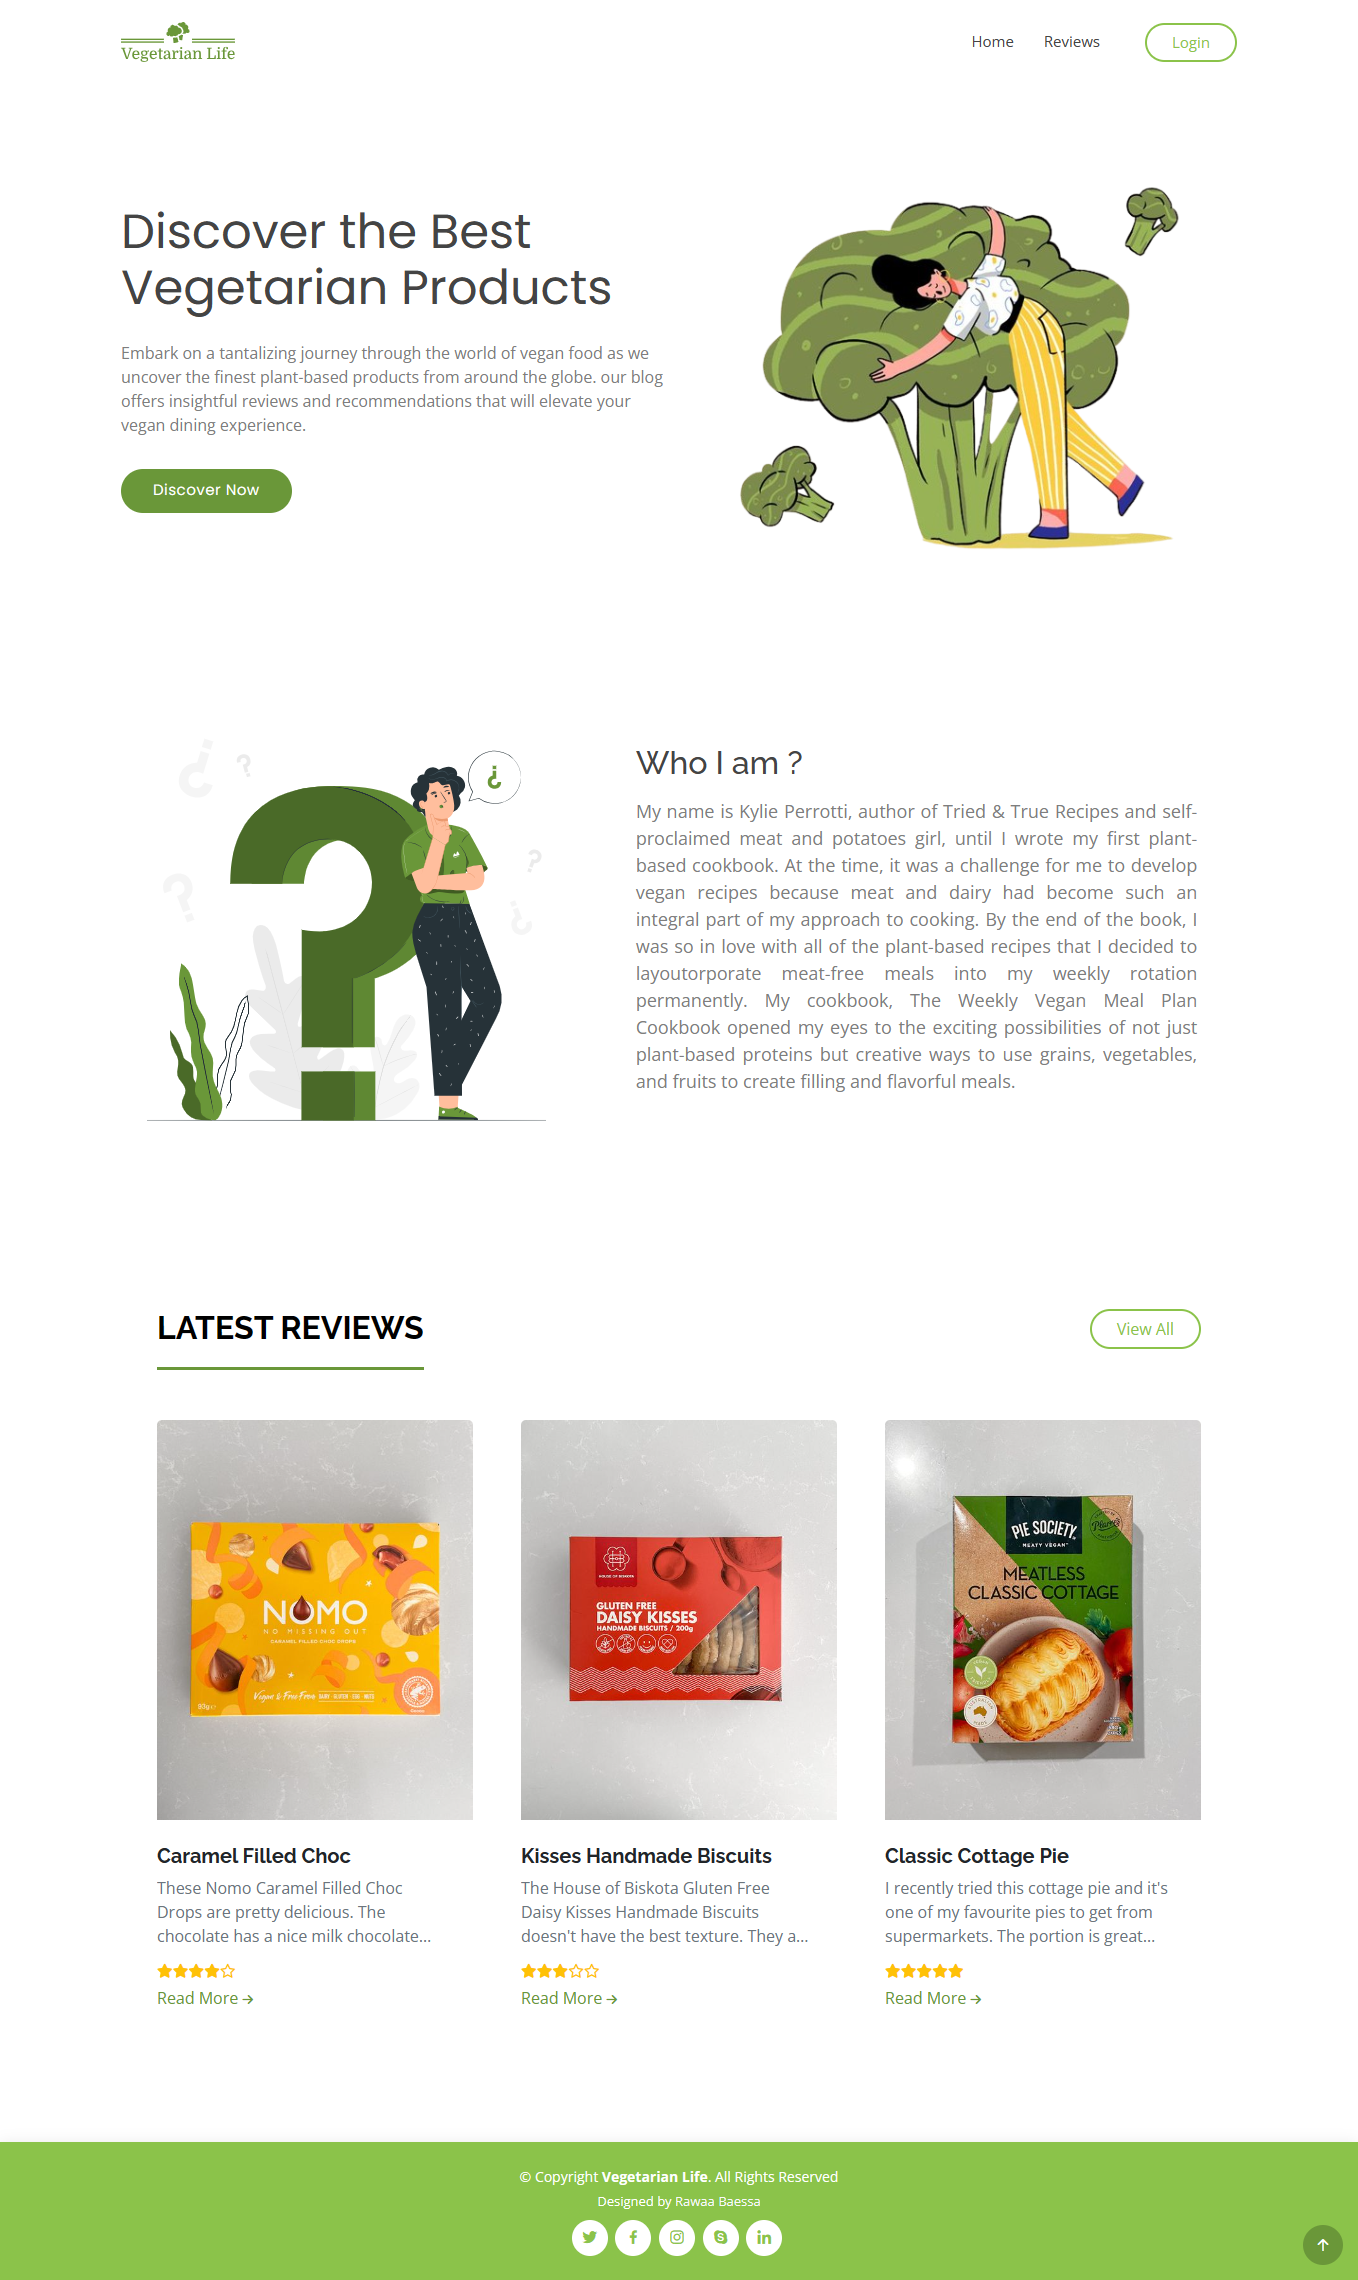 Vegetarian Life
Home
Reviews
Login
Discover the Best
Vegetarian Products
Embark on a tantalizing journey through the world of vegan food as we
uncover the finest plant-based products from around the globe. our blog
offers insightful reviews and recommendations that will elevate your
vegan dining experience.
Discover Now
?
?
?
?
Who I am ?
My name is Kylie Perrotti, author of Tried & True Recipes and self-
proclaimed meat and potatoes girl, until I wrote my first plant-
based cookbook. At the time, it was a challenge for me to develop
vegan recipes because meat and dairy had become such an
integral part of my approach to cooking. By the end of the book, I
was so in love with all of the plant-based recipes that I decided to
layoutorporate meat-free meals into my weekly rotation
permanently. My cookbook, The Weekly Vegan Meal Plan
Cookbook opened my eyes to the exciting possibilities of not just
plant-based proteins but creative ways to use grains, vegetables,
and fruits to create filling and flavorful meals.
LATEST REVIEWS
View All
NOMO
NO MISSING OUT
CARAMEL FILLED CHOC DROPS
Vegan & Free From
DAIRY · GLUTEN · EGG · NUTS
93g
HOUSE OF BISKOTA
GLUTEN FREE
DAISY KISSES
HANDMADE BISCUITS / 200g
PIE SOCIETY
MEATY VEGAN
MEATLESS
CLASSIC COTTAGE
Caramel Filled Choc
These Nomo Caramel Filled Choc
Drops are pretty delicious. The
chocolate has a nice milk chocolate...
Read More →
Kisses Handmade Biscuits
The House of Biskota Gluten Free
Daisy Kisses Handmade Biscuits
doesn't have the best texture. They a...
Read More →
Classic Cottage Pie
I recently tried this cottage pie and it's
one of my favourite pies to get from
supermarkets. The portion is great...
Read More →
© Copyright Vegetarian Life. All Rights Reserved
Designed by Rawaa Baessa